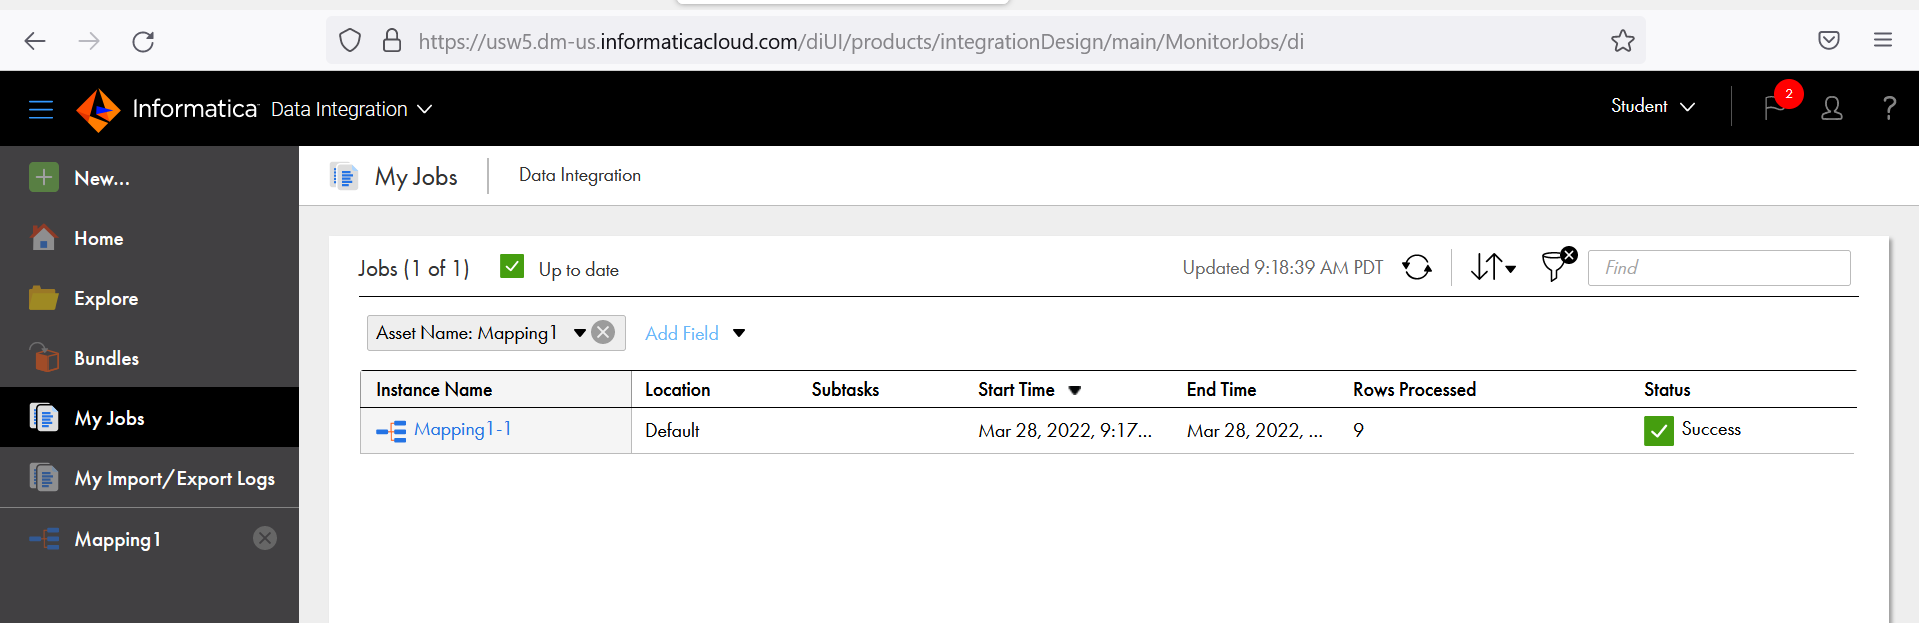 https://usw5.dm-us.informaticacloud.com/diUI/products/integrationDesign/main/MonitorJobs/di
Informatica Data Integration
Student
2
?
New...
Home
Explore
Bundles
My Jobs
My Import/Export Logs
Mapping1
My Jobs
Data Integration
Jobs (1 of 1)
Up to date
Updated 9:18:39 AM PDT
Find
Asset Name: Mapping1
Add Field
Instance Name Location Subtasks Start Time End Time Rows Processed Status
Mapping1-1 Default Mar 28, 2022, 9:17... Mar 28, 2022, ... 9 Success